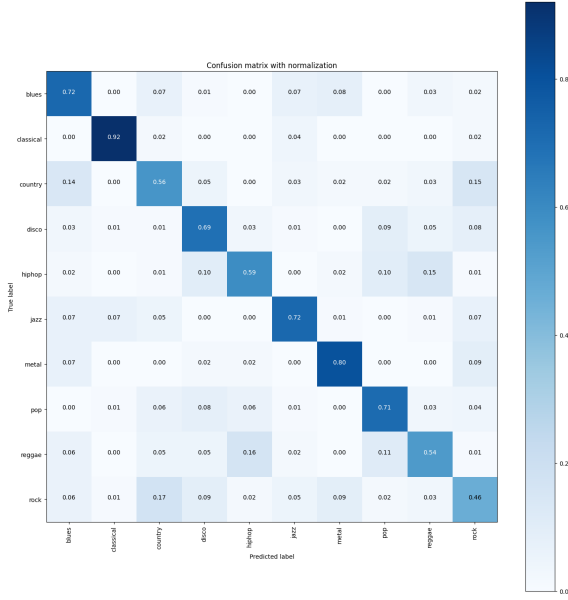 Confusion matrix with normalization
blues 0.72 0.00 0.07 0.01 0.00 0.07 0.08 0.00 0.03 0.02
classical 0.00 0.92 0.02 0.00 0.00 0.04 0.00 0.00 0.00 0.02
country 0.14 0.00 0.56 0.05 0.00 0.03 0.02 0.02 0.03 0.15
disco 0.03 0.01 0.01 0.69 0.03 0.01 0.00 0.09 0.05 0.08
hiphop 0.02 0.00 0.01 0.10 0.59 0.00 0.02 0.10 0.15 0.01
jazz 0.07 0.07 0.05 0.00 0.00 0.72 0.01 0.00 0.01 0.07
metal 0.07 0.00 0.00 0.02 0.02 0.00 0.80 0.00 0.00 0.09
pop 0.00 0.01 0.06 0.08 0.06 0.01 0.00 0.71 0.03 0.04
reggae 0.06 0.00 0.05 0.05 0.16 0.02 0.00 0.11 0.54 0.01
rock 0.06 0.01 0.17 0.09 0.02 0.05 0.09 0.02 0.03 0.46
blues classical country disco hiphop jazz metal pop reggae rock
Predicted label
True label